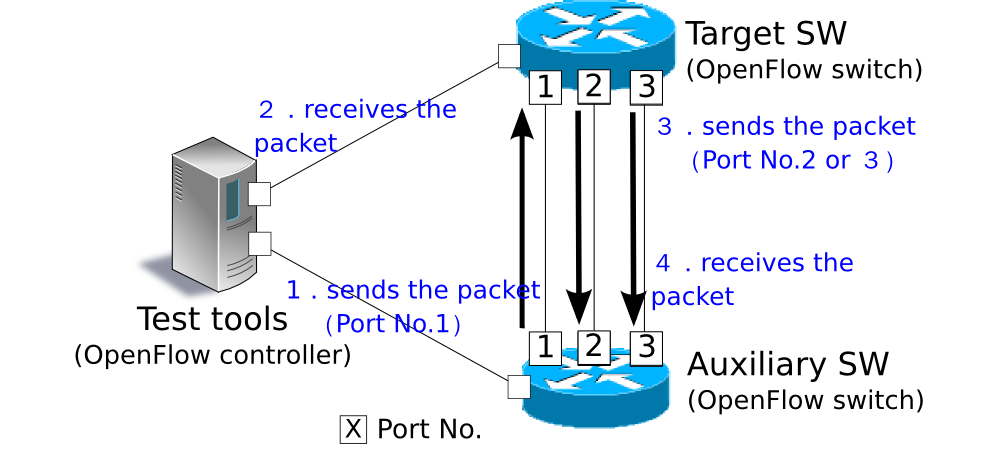 Target SW
(OpenFlow switch)
1 2 3
２．receives the
packet
３．sends the packet
（Port No.2 or ３）
４．receives the
packet
1．sends the packet
（Port No.1）
Test tools
(OpenFlow controller)
1 2 3
Auxiliary SW
(OpenFlow switch)
X Port No.